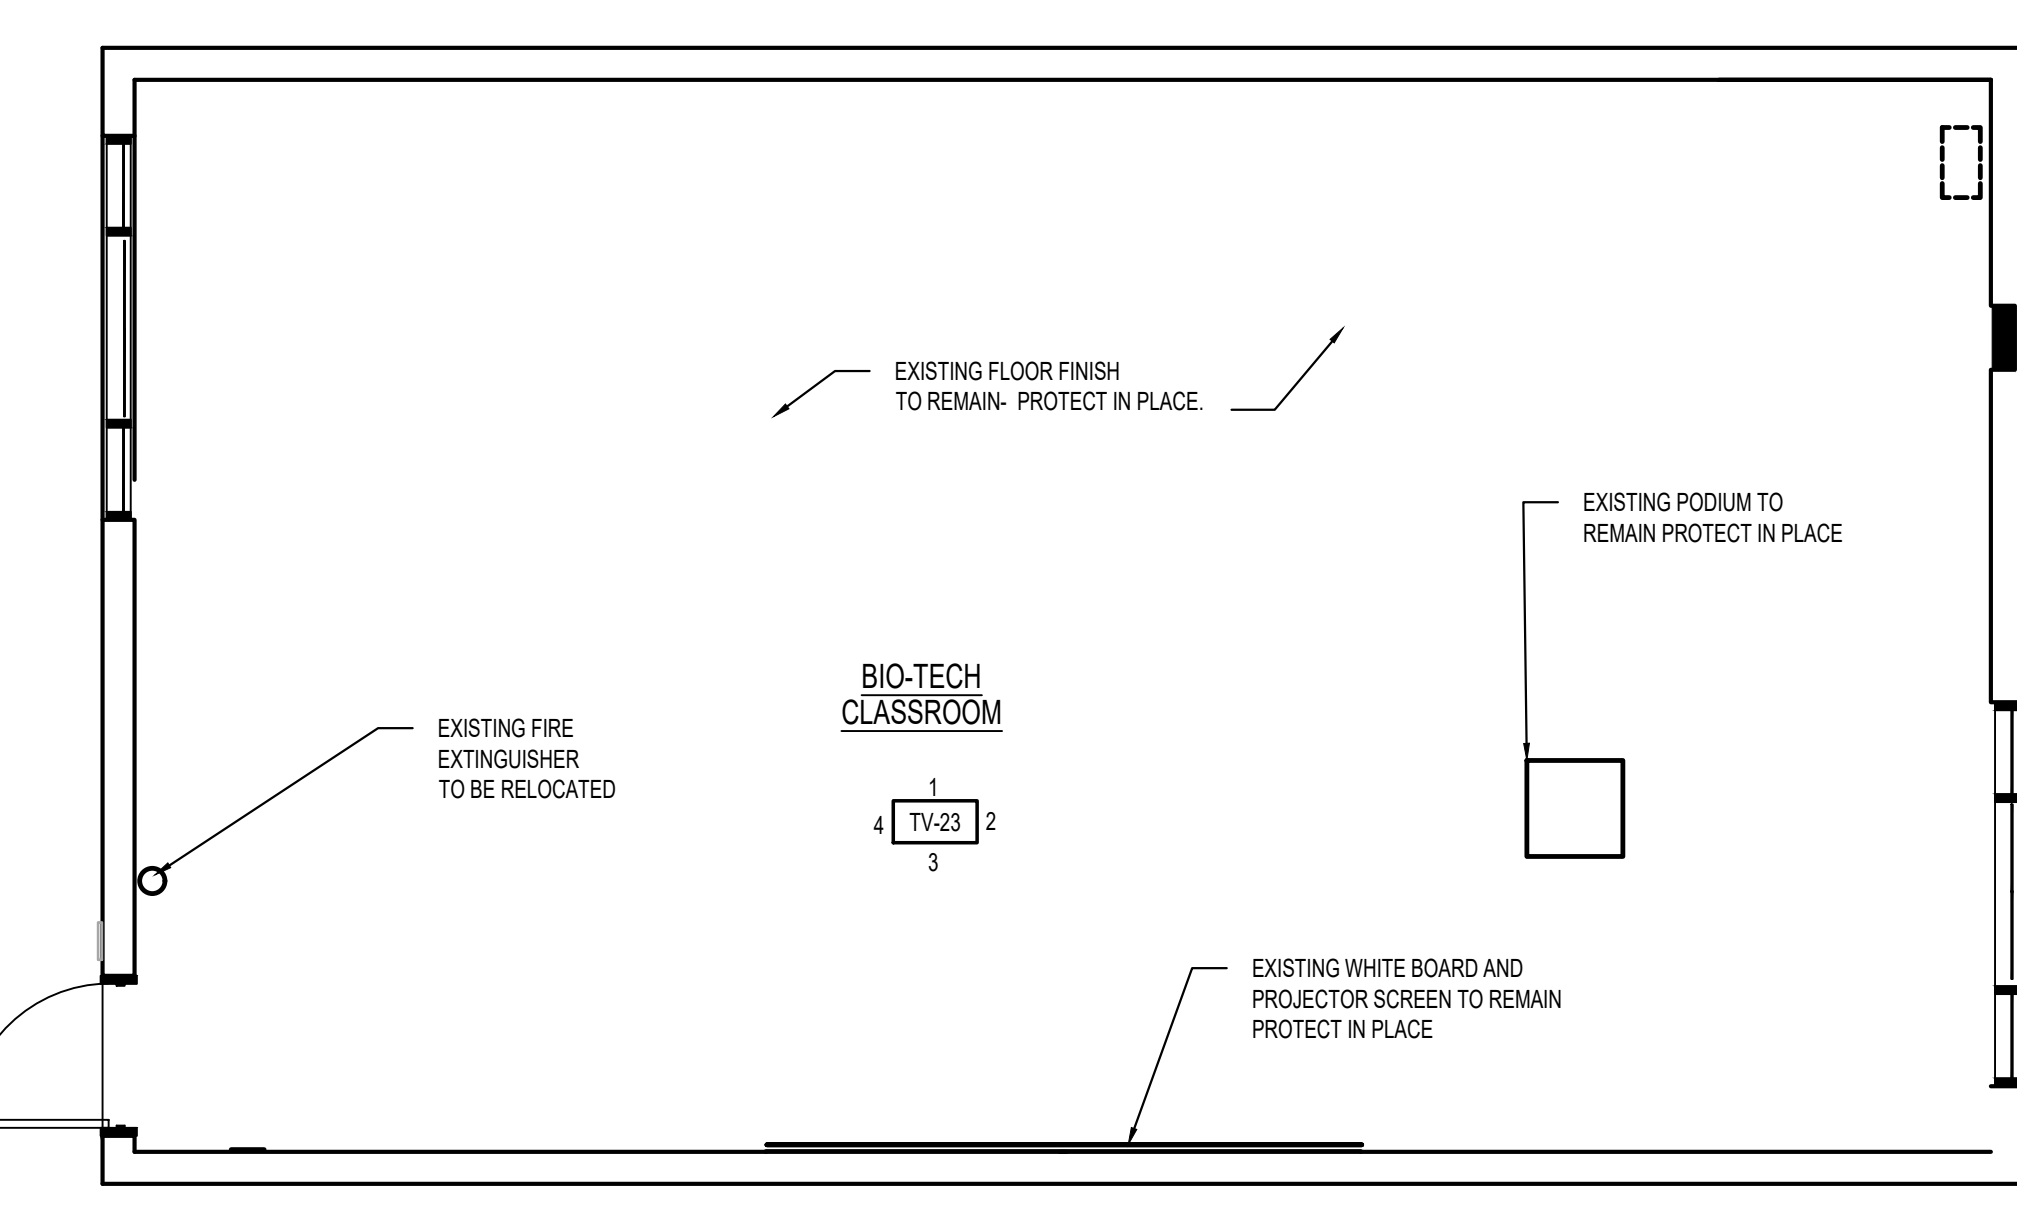 EXISTING FLOOR FINISH
TO REMAIN- PROTECT IN PLACE.
EXISTING PODIUM TO
REMAIN PROTECT IN PLACE
BIO-TECH
CLASSROOM
EXISTING FIRE
EXTINGUISHER
TO BE RELOCATED
1
4 TV-23 2
3
EXISTING WHITE BOARD AND
PROJECTOR SCREEN TO REMAIN
PROTECT IN PLACE